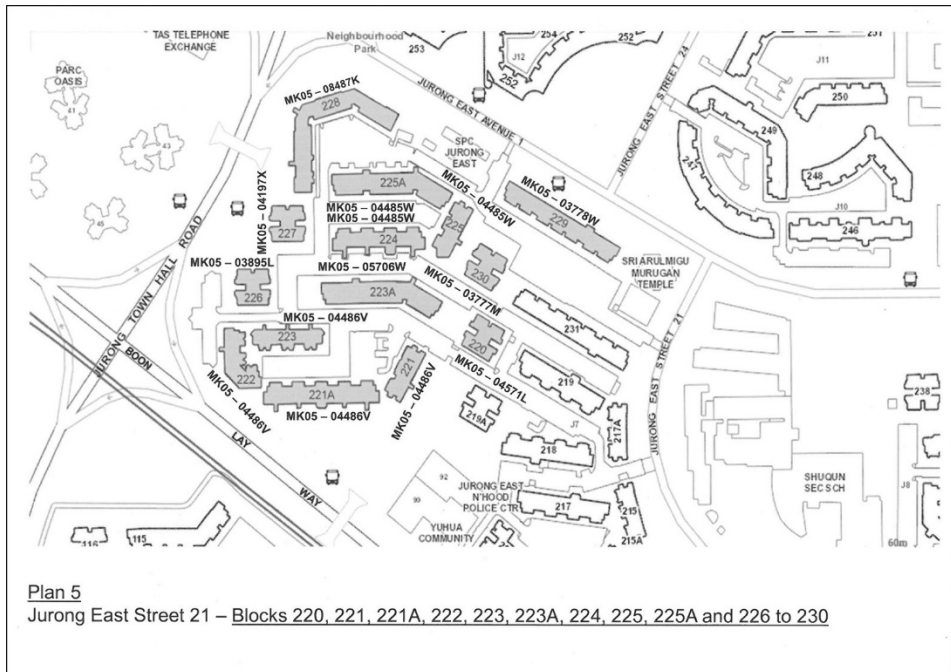 TAS TELEPHONE
EXCHANGE
Neighbourhood
Park
253
254
252
J12
252
231
J11
PARC
OASIS
41
43
45
MK05 – 08487K
228
JURONG EAST AVENUE 1
JURONG EAST STREET 24
250
249
247
248
J10
246
SPC
JURONG
EAST
225A
MK05 – 04485W
MK05 – 04485W
MK05 – 04485W
MK05 – 03778W
229
MK05 – 04197X
227
224
225
230
SRI ARULMIGU
MURUGAN
TEMPLE
MK05 – 03895L
226
MK05 – 05706W
223A
MK05 – 03777M
JURONG TOWN HALL ROAD
MK05 – 04486V
223
220
231
JURONG EAST STREET 21
BOON
LAY
WAY
222
221
219
MK05 – 04571L
MK05 – 04486V
221A
MK05 – 04486V
MK05 – 04486V
219A
217A
J7
238
218
92
99
JURONG EAST
N'HOOD
POLICE CTR
217
215
215A
SHUQUN
SEC SCH
J8
YUHUA
COMMUNITY
116
115
60m
Plan 5
Jurong East Street 21 – Blocks 220, 221, 221A, 222, 223, 223A, 224, 225, 225A and 226 to 230